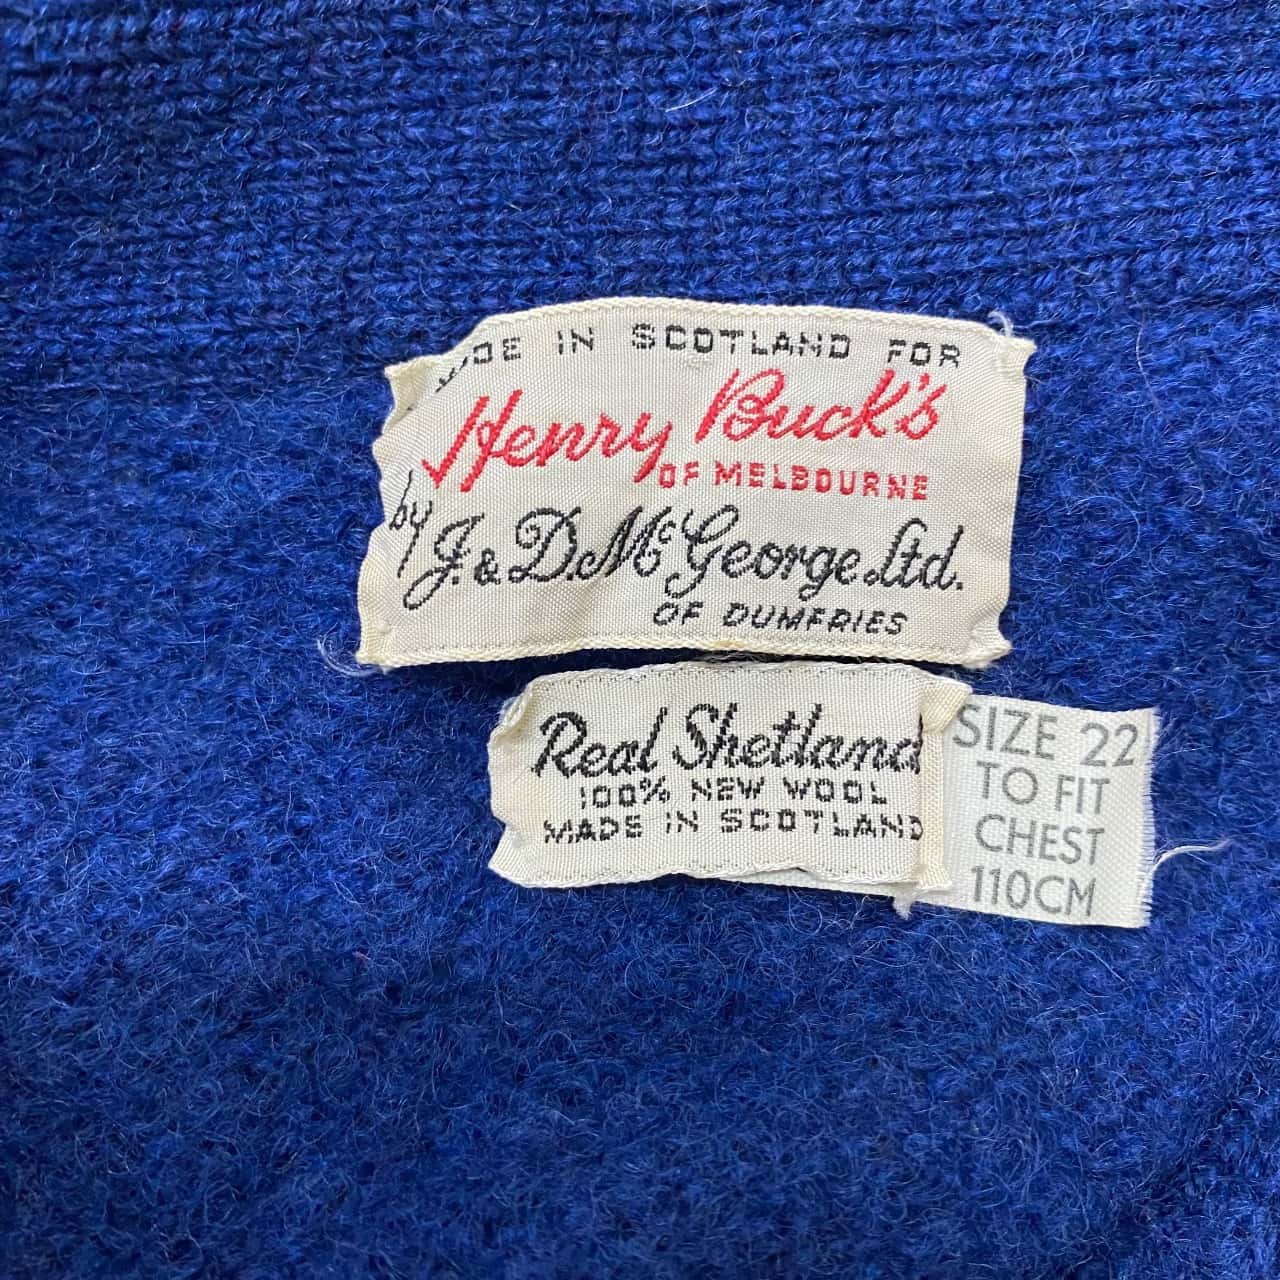 MADE IN SCOTLAND FOR
Henry Buck's
OF MELBOURNE
by J. & D. McGeorge Ltd.
OF DUMFRIES
Real Shetland
100% NEW WOOL
MADE IN SCOTLAND
SIZE 22
TO FIT
CHEST
110CM